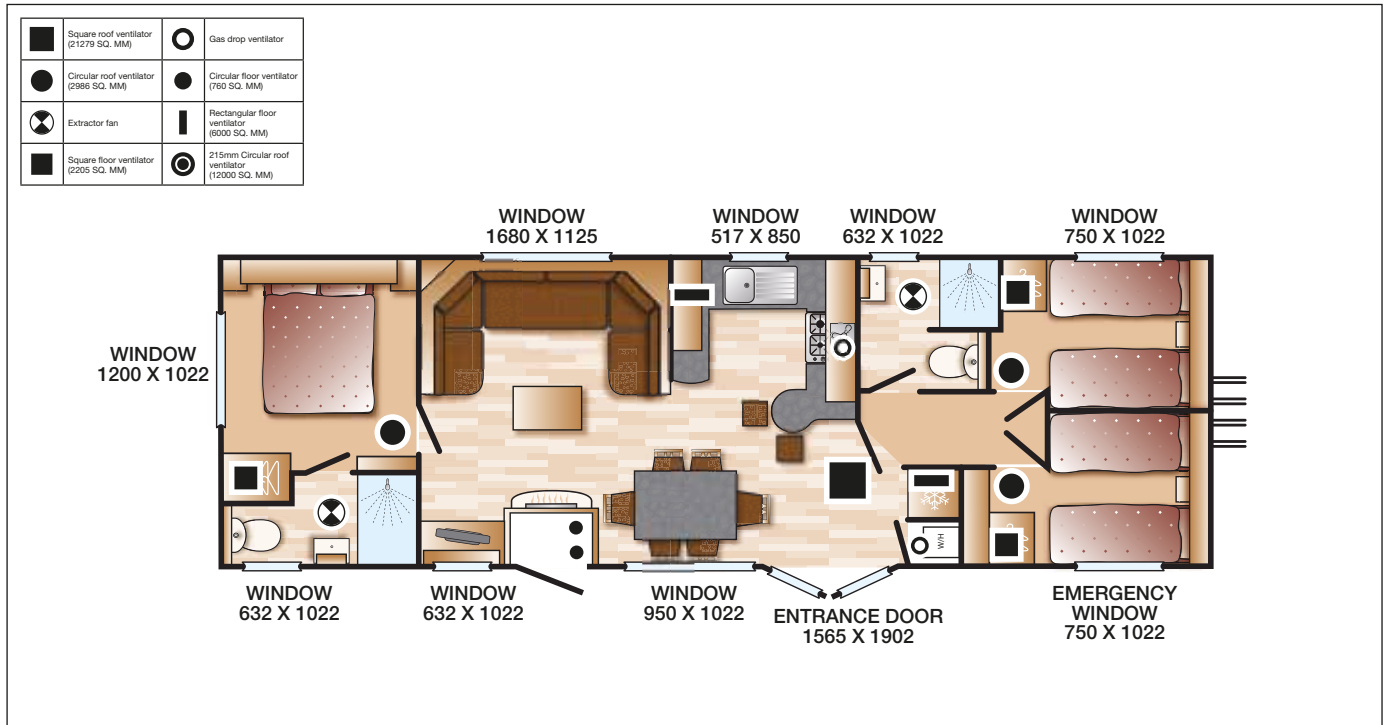 Square roof ventilator
(21279 SQ. MM)
Gas drop ventilator
Circular roof ventilator
(2986 SQ. MM)
Circular floor ventilator
(760 SQ. MM)
Extractor fan
Rectangular floor
ventilator
(6000 SQ. MM)
Square floor ventilator
(2205 SQ. MM)
215mm Circular roof
ventilator
(12000 SQ. MM)
WINDOW
1680 X 1125
WINDOW
517 X 850
WINDOW
632 X 1022
WINDOW
750 X 1022
WINDOW
1200 X 1022
W/H
WINDOW
632 X 1022
WINDOW
632 X 1022
WINDOW
950 X 1022
ENTRANCE DOOR
1565 X 1902
EMERGENCY
WINDOW
750 X 1022